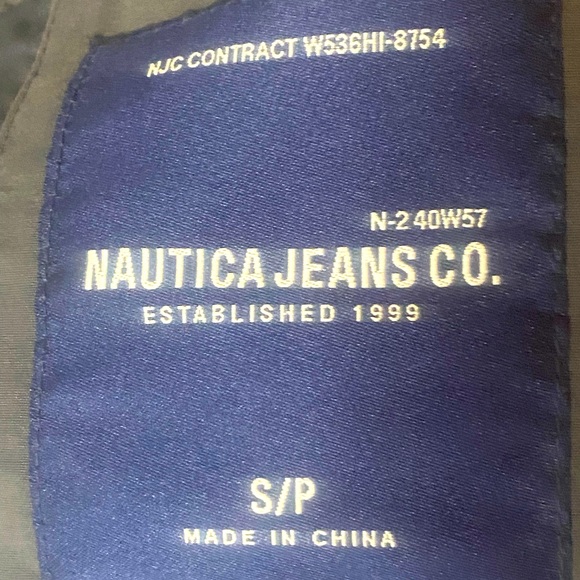 NJC CONTRACT W536HI-8754
N-2 40W57
NAUTICA JEANS CO.
ESTABLISHED 1999
S/P
MADE IN CHINA